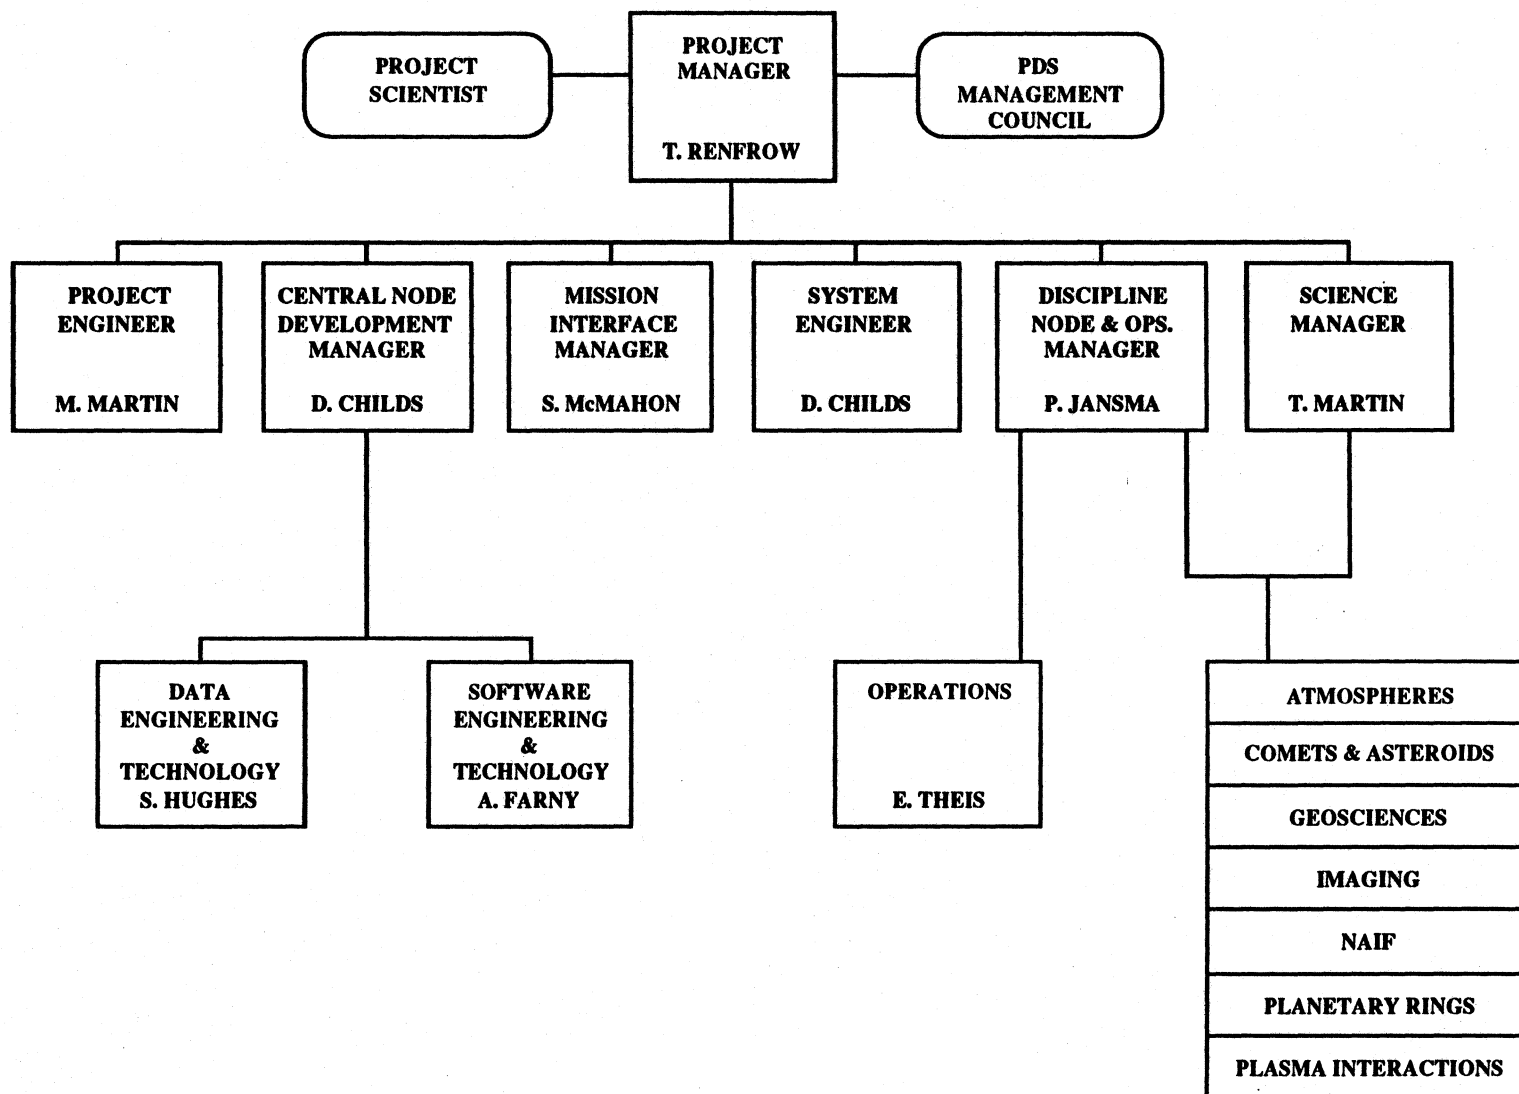 PROJECT
SCIENTIST
PROJECT
MANAGER
T. RENFROW
PDS
MANAGEMENT
COUNCIL
PROJECT
ENGINEER
M. MARTIN
CENTRAL NODE
DEVELOPMENT
MANAGER
D. CHILDS
MISSION
INTERFACE
MANAGER
S. McMAHON
SYSTEM
ENGINEER
D. CHILDS
DISCIPLINE
NODE & OPS.
MANAGER
P. JANSMA
SCIENCE
MANAGER
T. MARTIN
DATA
ENGINEERING
&
TECHNOLOGY
S. HUGHES
SOFTWARE
ENGINEERING
&
TECHNOLOGY
A. FARNY
OPERATIONS
E. THEIS
ATMOSPHERES
COMETS & ASTEROIDS
GEOSCIENCES
IMAGING
NAIF
PLANETARY RINGS
PLASMA INTERACTIONS